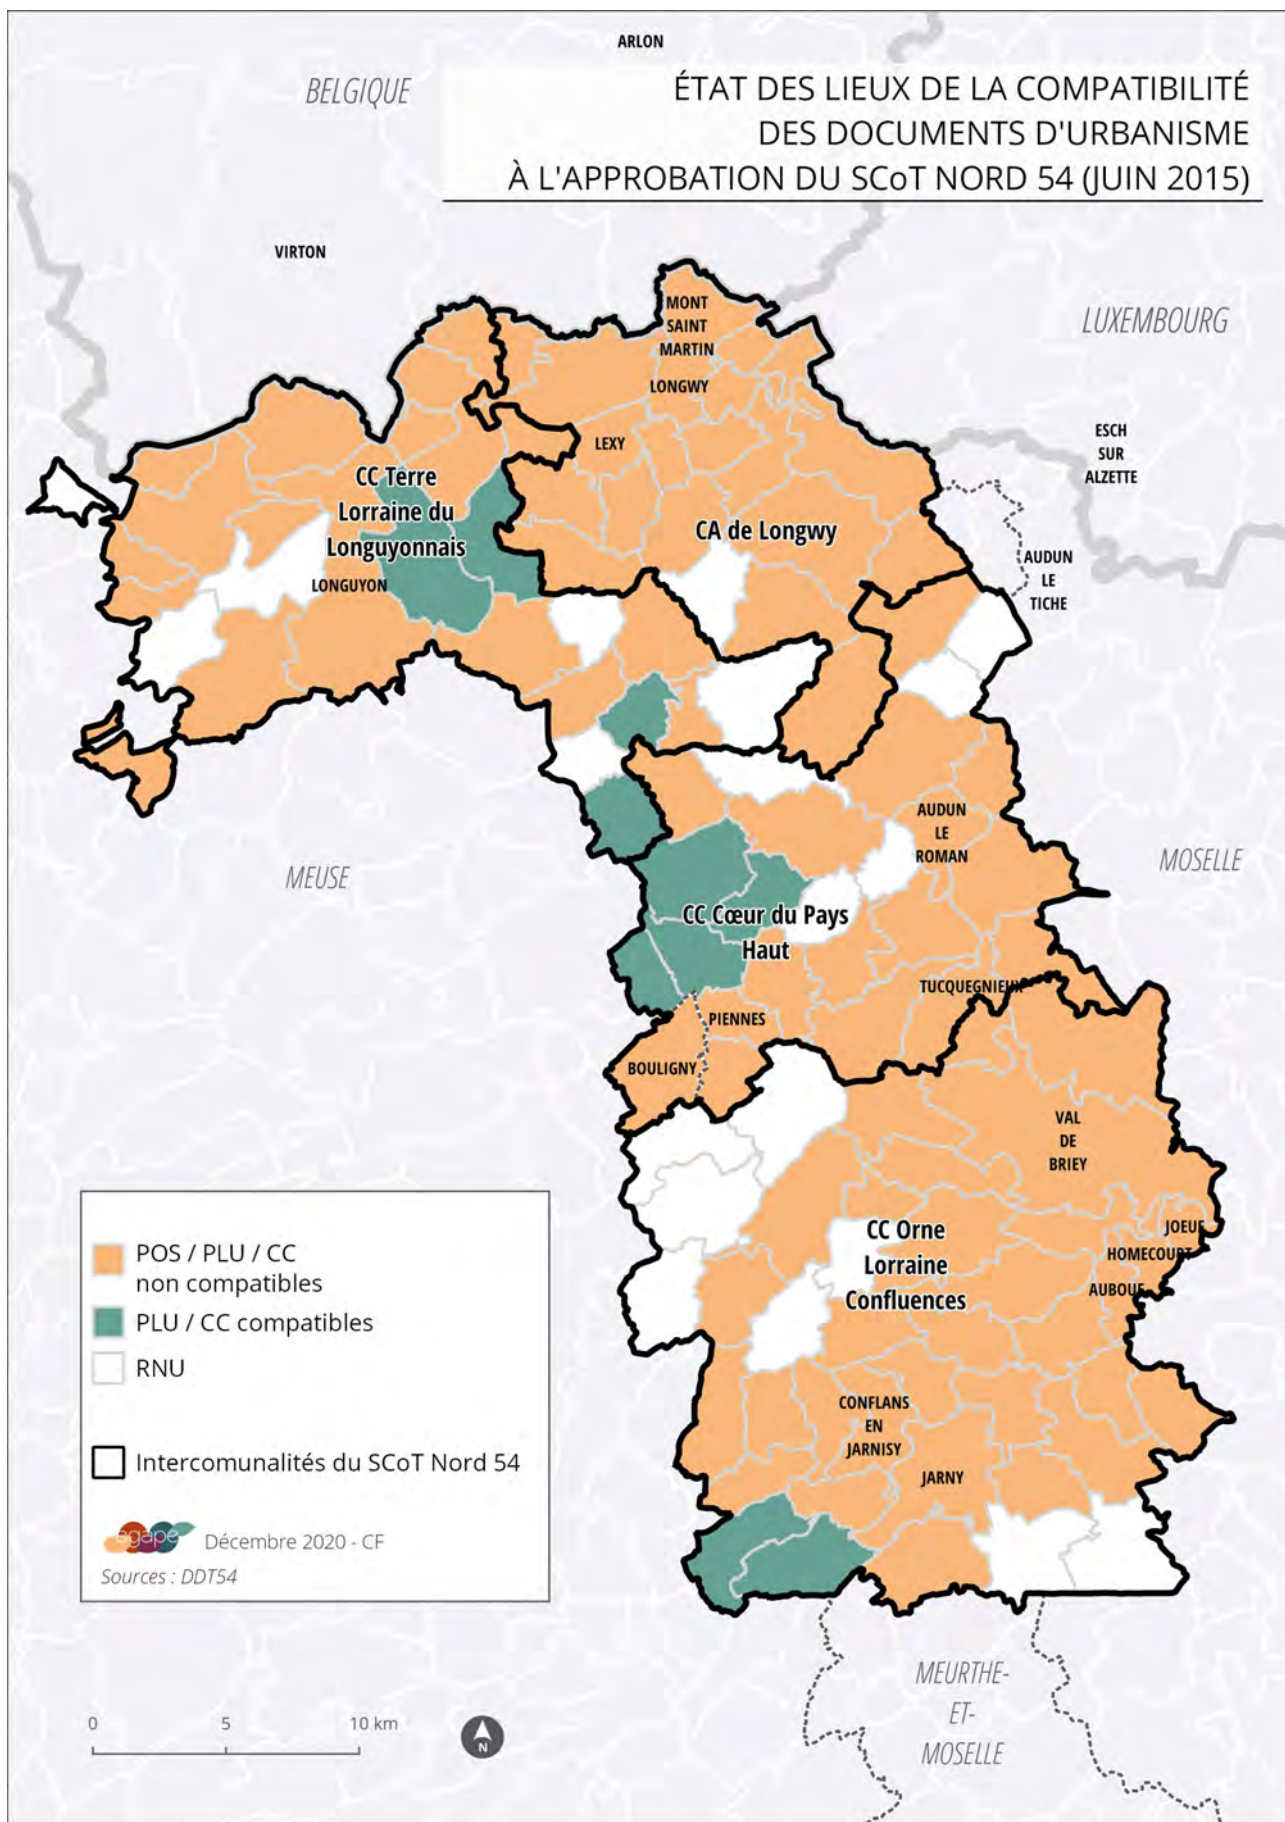 ARLON
BELGIQUE
ÉTAT DES LIEUX DE LA COMPATIBILITÉ
DES DOCUMENTS D'URBANISME
À L'APPROBATION DU SCoT NORD 54 (JUIN 2015)
VIRTON
LUXEMBOURG
MONT
SAINT
MARTIN
LONGWY
LEXY
ESCH
SUR
ALZETTE
CC Terre
Lorraine du
Longuyonnais
LONGUYON
CA de Longwy
AUDUN
LE
TICHE
AUDUN
LE
ROMAN
MEUSE
MOSELLE
CC Cœur du Pays
Haut
TUCQUEGNIEUX
PIENNES
BOULIGNY
VAL
DE
BRIEY
JOEUF
HOMECOURT
AUBOUE
CC Orne
Lorraine
Confluences
CONFLANS
EN
JARNISY
JARNY
POS / PLU / CC
non compatibles
PLU / CC compatibles
RNU
Intercomunalités du SCoT Nord 54
agape
Décembre 2020 - CF
Sources : DDT54
MEURTHE-
ET-
MOSELLE
0 5 10 km
N